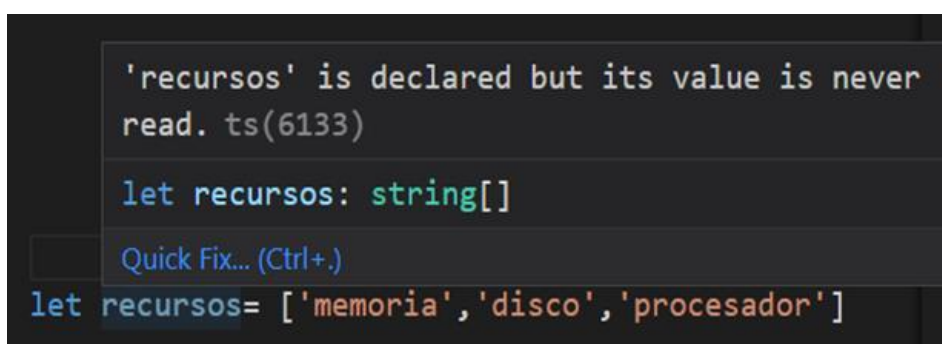 'recursos' is declared but its value is never
read. ts(6133)
let recursos: string[]
Quick Fix... (Ctrl+.)
let recursos= ['memoria','disco','procesador']